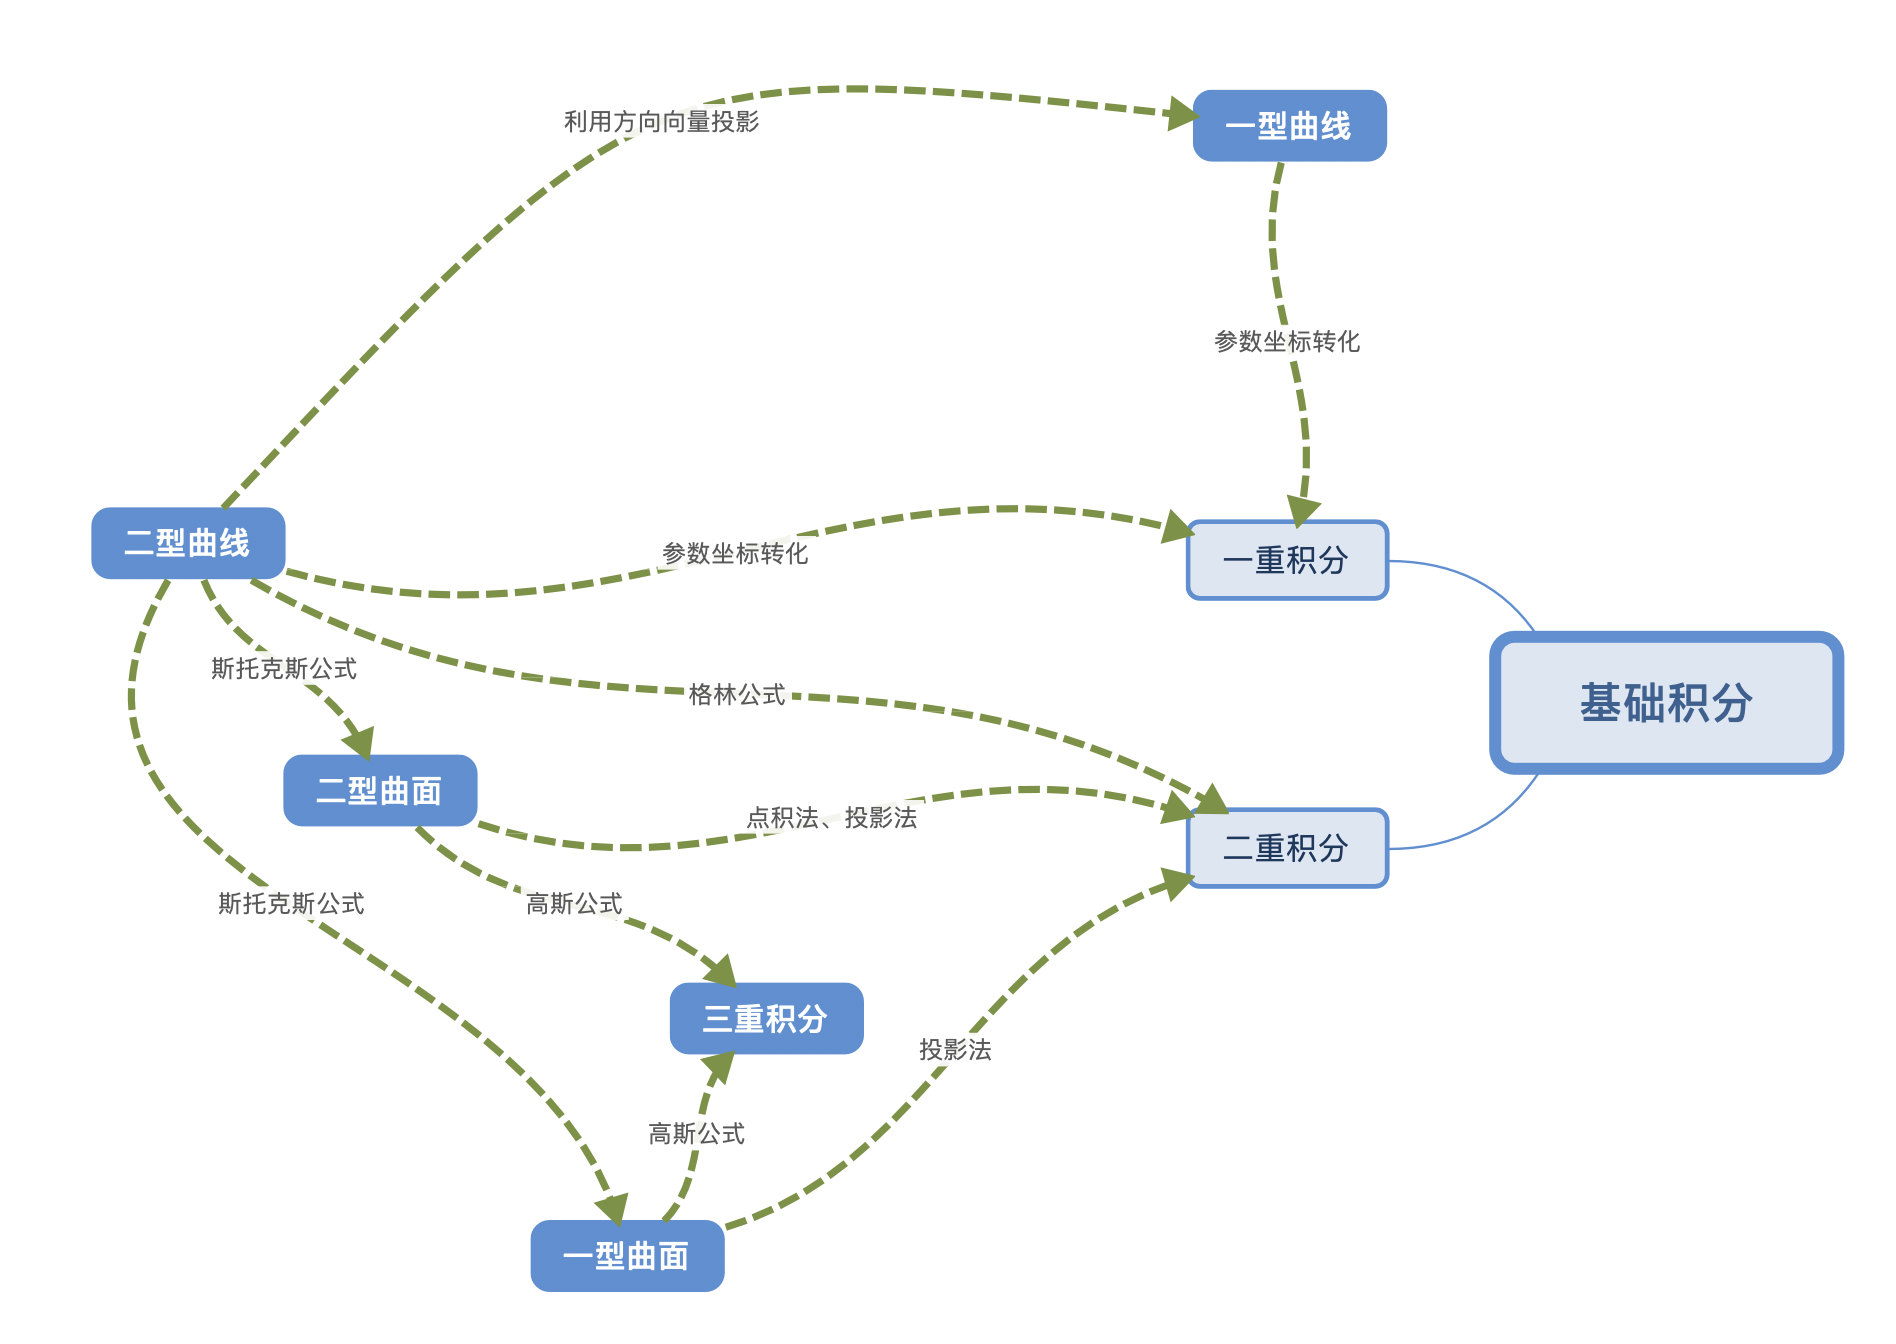 利用方向向量投影
一型曲线
参数坐标转化
二型曲线
参数坐标转化
一重积分
斯托克斯公式
格林公式
基础积分
二型曲面
点积法、投影法
二重积分
斯托克斯公式
高斯公式
三重积分
投影法
高斯公式
一型曲面